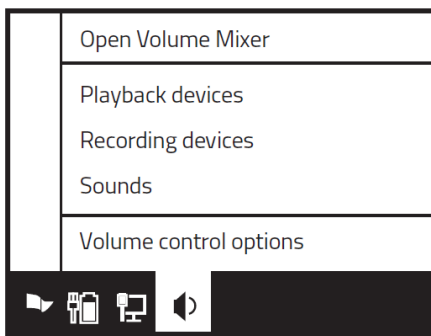 Open Volume Mixer
Playback devices
Recording devices
Sounds
Volume control options